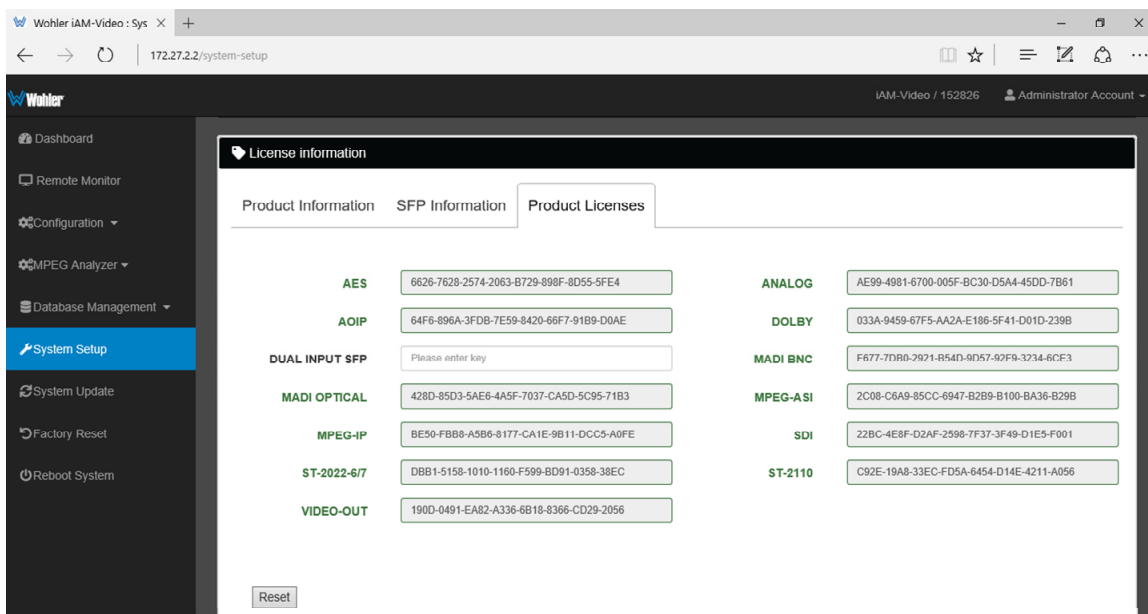 Wohler iAM-Video : Sys
172.27.2.2/system-setup
Wohler
iAM-Video / 152826 Administrator Account
Dashboard
Remote Monitor
Configuration
MPEG Analyzer
Database Management
System Setup
System Update
Factory Reset
Reboot System
License information
Product Information SFP Information Product Licenses
AES 6626-7628-2574-2063-B729-898F-8D55-5FE4 ANALOG AE99-4981-6700-005F-BC30-D5A4-45DD-7B61
AOIP 64F6-896A-3FDB-7E59-8420-66F7-91B9-D0AE DOLBY 033A-9459-67F5-AA2A-E186-5F41-D01D-239B
DUAL INPUT SFP Please enter key MADI BNC F677-7DB0-2921-B54D-9D57-92F9-3234-6CE3
MADI OPTICAL 428D-85D3-5AE6-4A5F-7037-CA5D-5C95-71B3 MPEG-ASI 2C08-C6A9-85CC-6947-B2B9-B100-BA36-B29B
MPEG-IP BE50-FBB8-A5B6-8177-CA1E-9B11-DCC5-A0FE SDI 22BC-4E8F-D2AF-2598-7F37-3F49-D1E5-F001
ST-2022-6/7 DBB1-5158-1010-1160-F599-BD91-0358-38EC ST-2110 C92E-19A8-33EC-FD5A-6454-D14E-4211-A056
VIDEO-OUT 190D-0491-EA82-A336-6B18-8366-CD29-2056
Reset